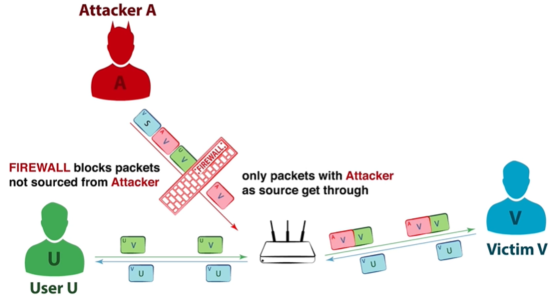 Attacker A
A
V
S
A
V
U
V
FIREWALL
A
V
FIREWALL blocks packets
not sourced from Attacker
only packets with Attacker
as source get through
U
V
U
V
V
U
V
U
A
V
V
A
V
V
V
U
V
U
U
User U
V
Victim V